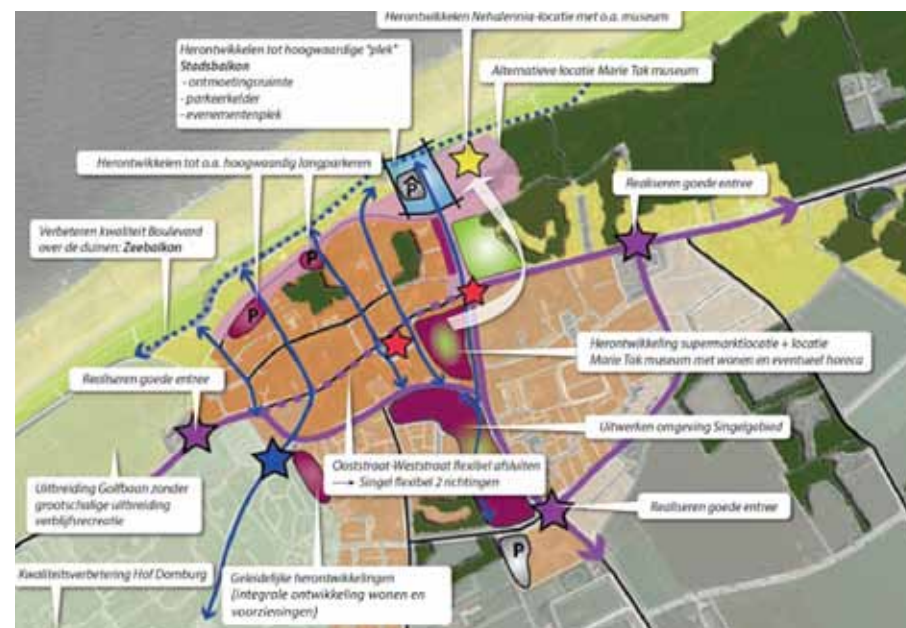 Herontwikkelen Nehalennia-locatie met o.a. museum
Herontwikkelen tot hoogwaardige "plek"
Stadsbalkon
- ontmoetingsruimte
- parkeerkelder
- evenementenplek
Alternatieve locatie Marie Tak museum
Herontwikkelen tot o.a. hoogwaardig langparkeren
Realiseren goede entree
P
Verbeteren kwaliteit Boulevard
over de duinen: Zeebalkon
P
P
Herontwikkeling supermarktlocatie + locatie
Marie Tak museum met wonen en eventueel horeca
Realiseren goede entree
Uitwerken omgeving Singelgebied
Ooststraat-Weststraat flexibel afsluiten
→ Singel flexibel 2 richtingen
Uitbreiding Golfbaan zonder
grootschalige uitbreiding
verblijfsrecreatie
Realiseren goede entree
P
Kwaliteitsverbetering Hof Domburg
Geleidelijke herontwikkelingen
(integrale ontwikkeling wonen en
voorzieningen)